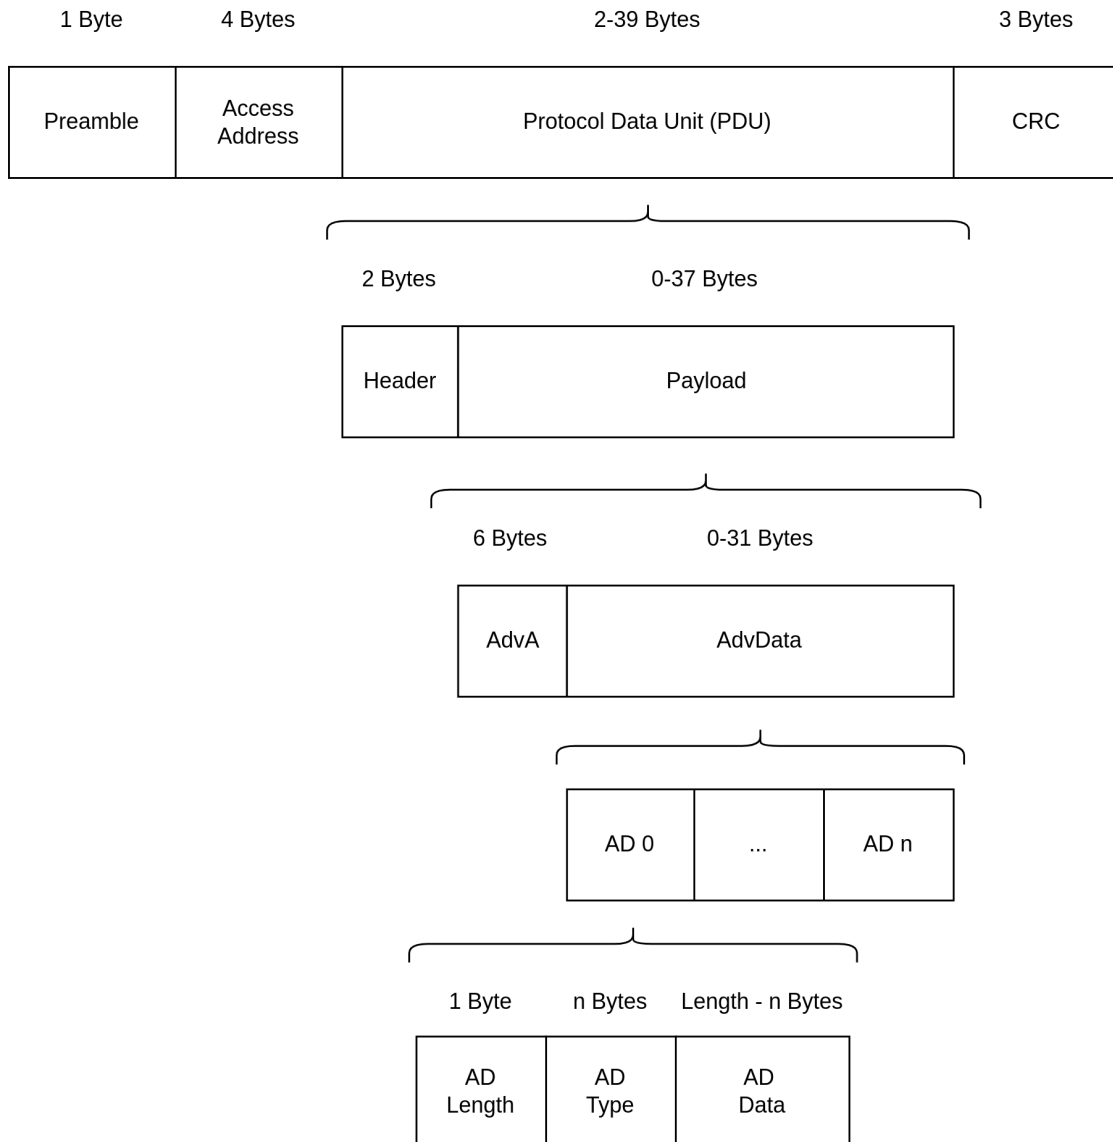 1 Byte
4 Bytes
2-39 Bytes
3 Bytes
Preamble
Access
Address
Protocol Data Unit (PDU)
CRC
2 Bytes
0-37 Bytes
Header
Payload
6 Bytes
0-31 Bytes
AdvA
AdvData
AD 0
...
AD n
1 Byte
n Bytes
Length - n Bytes
AD
Length
AD
Type
AD
Data